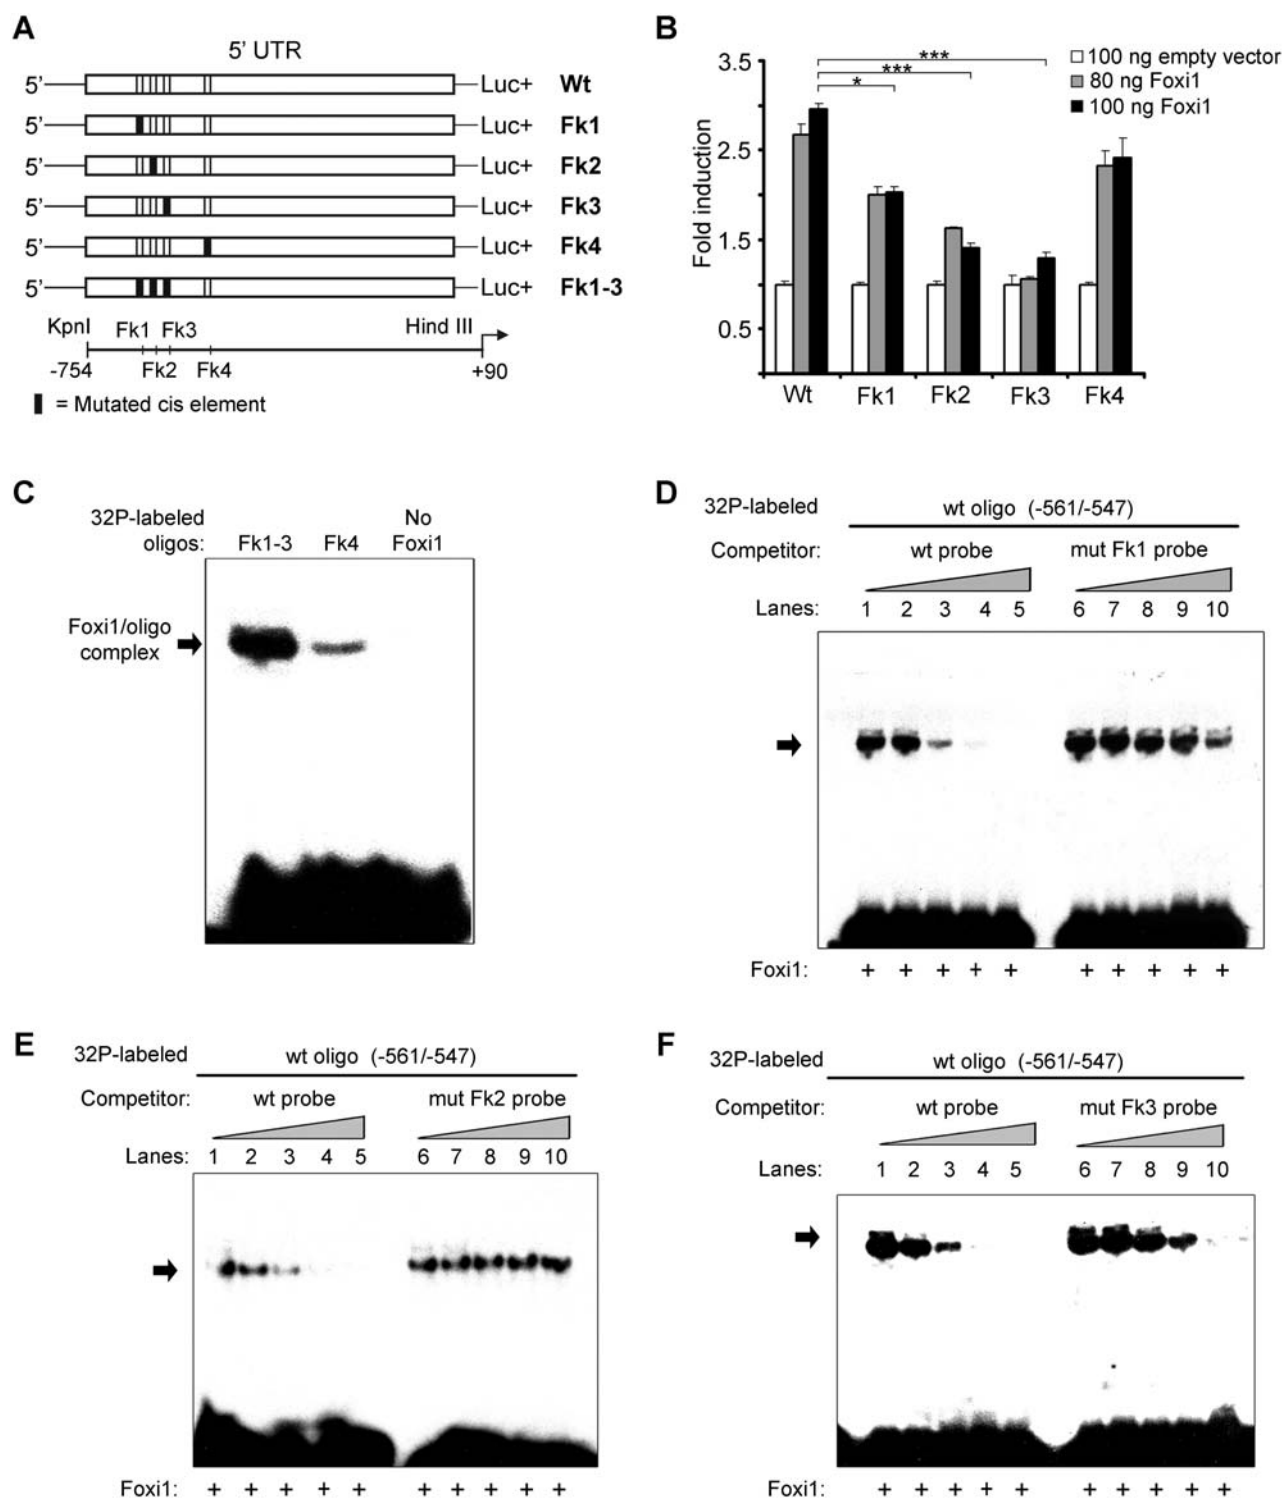 A
5' UTR
5' Luc+ Wt
5' Luc+ Fk1
5' Luc+ Fk2
5' Luc+ Fk3
5' Luc+ Fk4
5' Luc+ Fk1-3
KpnI Fk1 Fk3 Hind III
-754 Fk2 Fk4 +90
= Mutated cis element
B
3.5
2.5
1.5
0.5
Fold induction
***
***
*
100 ng empty vector
80 ng Foxi1
100 ng Foxi1
Wt Fk1 Fk2 Fk3 Fk4
C
32P-labeled No
oligos: Fk1-3 Fk4 Foxi1
Foxi1/oligo
complex
D
32P-labeled wt oligo (-561/-547)
Competitor: wt probe mut Fk1 probe
Lanes: 1 2 3 4 5 6 7 8 9 10
Foxi1: + + + + + + + + + +
E
32P-labeled wt oligo (-561/-547)
Competitor: wt probe mut Fk2 probe
Lanes: 1 2 3 4 5 6 7 8 9 10
Foxi1: + + + + + + + + + +
F
32P-labeled wt oligo (-561/-547)
Competitor: wt probe mut Fk3 probe
Lanes: 1 2 3 4 5 6 7 8 9 10
Foxi1: + + + + + + + + + +